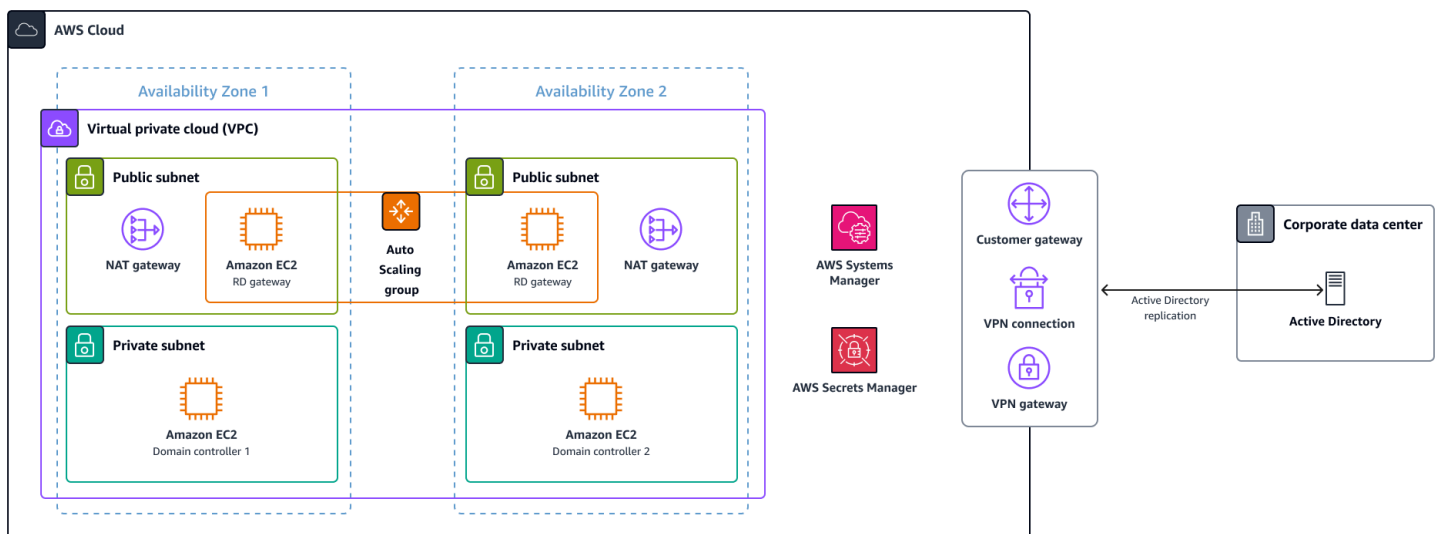 AWS Cloud
Availability Zone 1
Availability Zone 2
Virtual private cloud (VPC)
Public subnet
NAT gateway
Amazon EC2
RD gateway
Auto
Scaling
group
Public subnet
Amazon EC2
RD gateway
NAT gateway
Private subnet
Amazon EC2
Domain controller 1
Private subnet
Amazon EC2
Domain controller 2
AWS Systems
Manager
AWS Secrets Manager
Customer gateway
VPN connection
VPN gateway
Active Directory
replication
Corporate data center
Active Directory